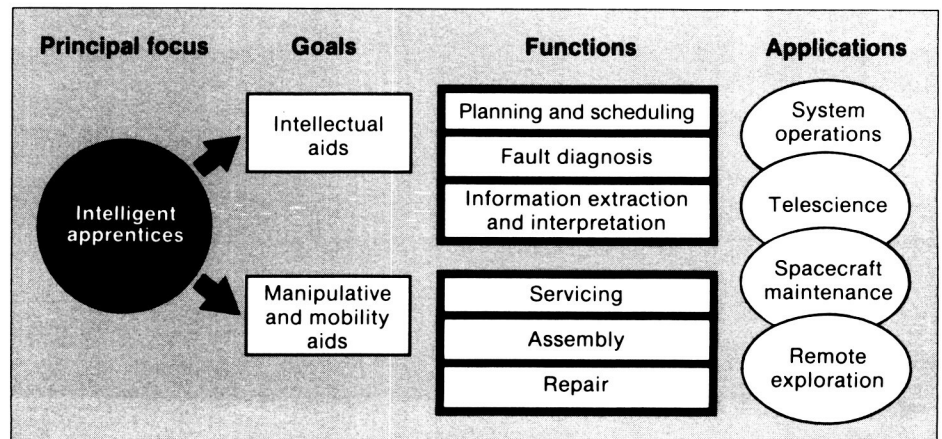 Principal focus
Goals
Functions
Applications
Intelligent
apprentices
Intellectual
aids
Manipulative
and mobility
aids
Planning and scheduling
Fault diagnosis
Information extraction
and interpretation
Servicing
Assembly
Repair
System
operations
Telescience
Spacecraft
maintenance
Remote
exploration